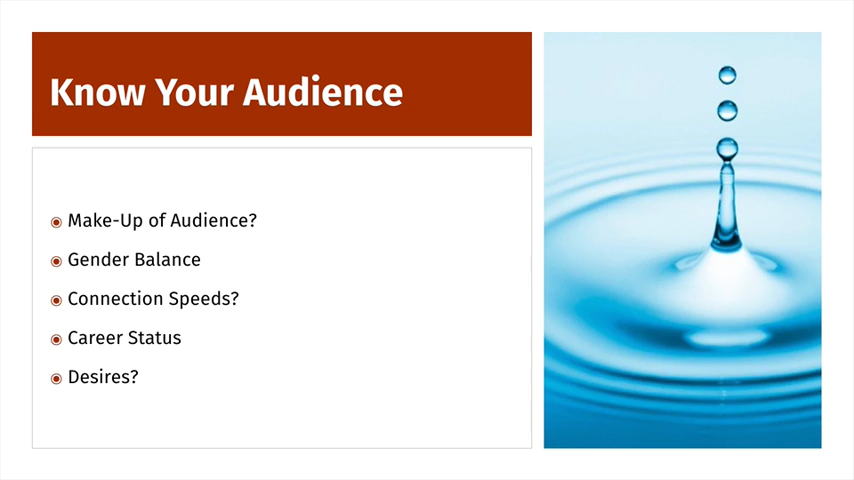 Know Your Audience
Make-Up of Audience?
Gender Balance
Connection Speeds?
Career Status
Desires?